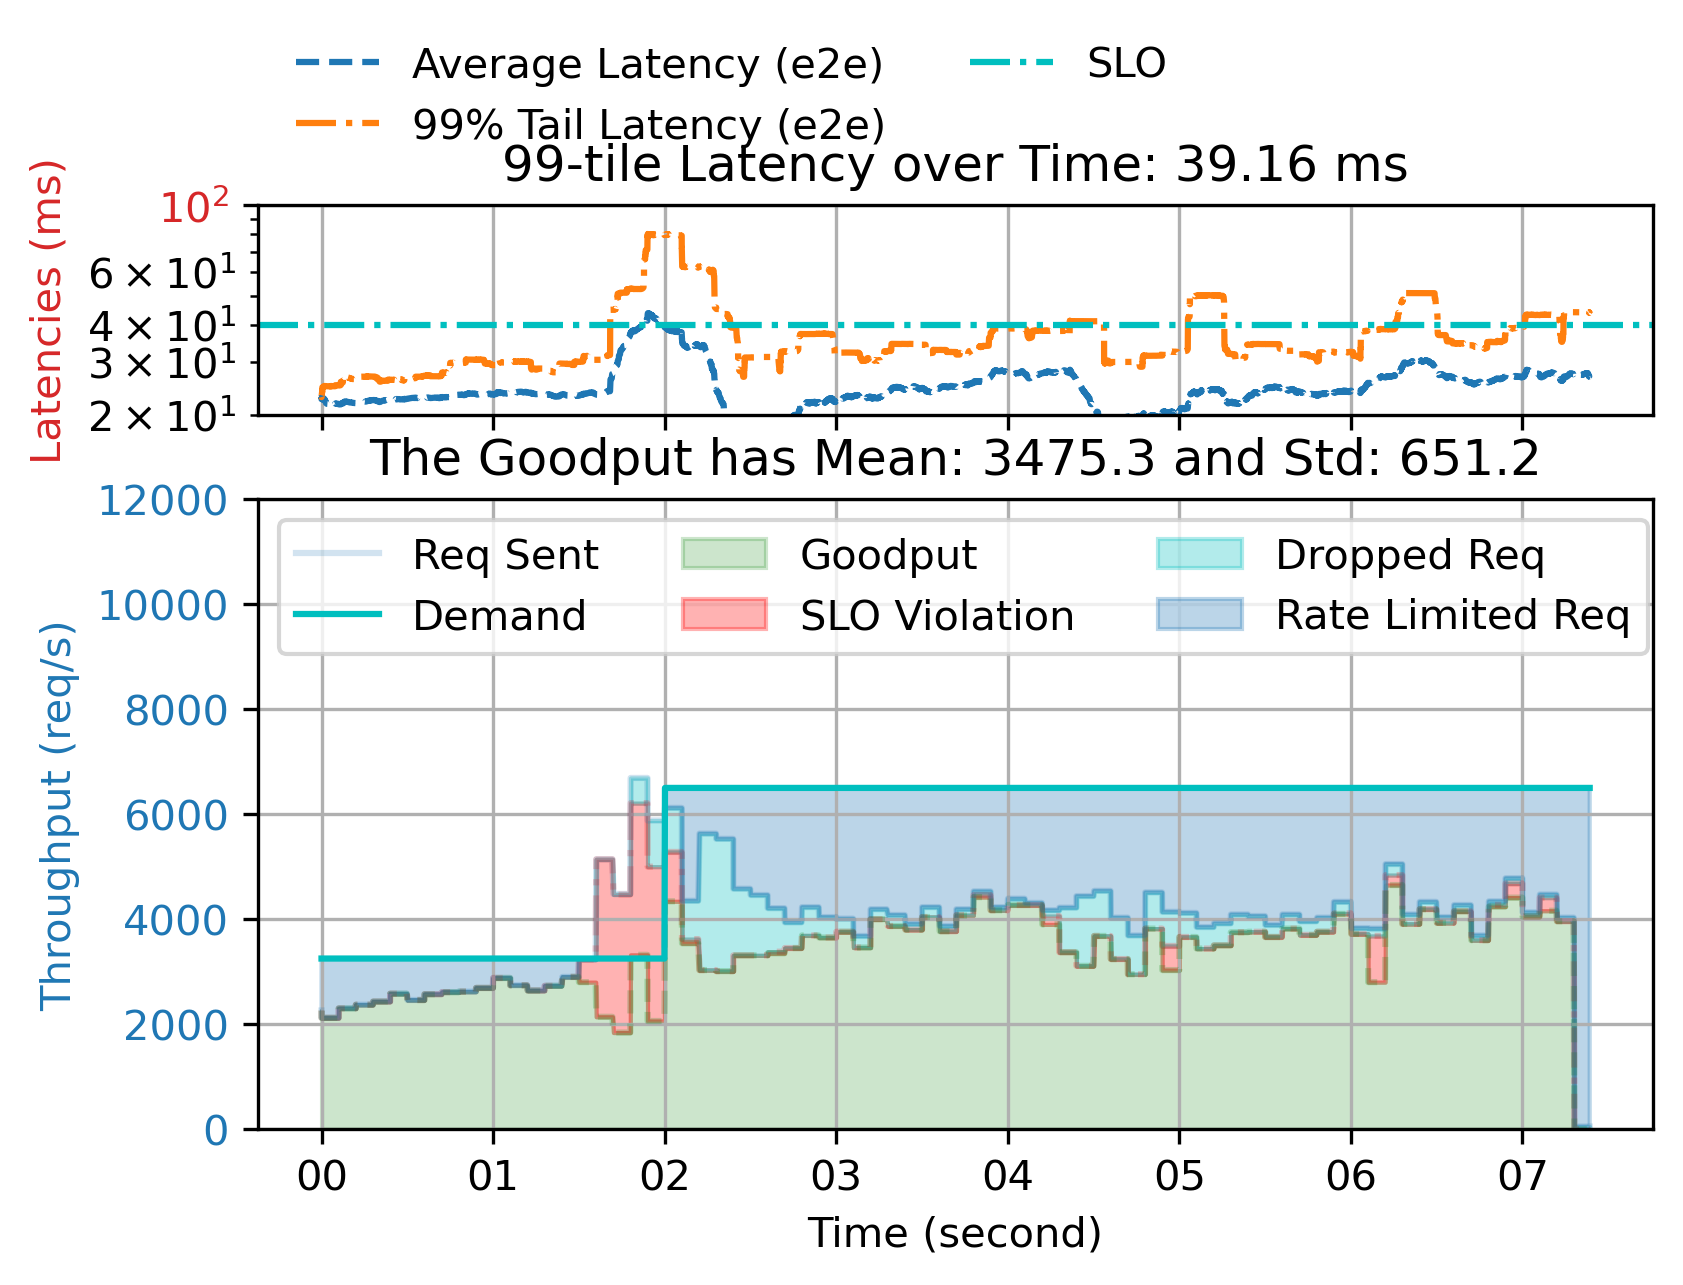 Average Latency (e2e)
SLO
99% Tail Latency (e2e)
99-tile Latency over Time: 39.16 ms
Latencies (ms)
10²
6 × 10¹
4 × 10¹
3 × 10¹
2 × 10¹
The Goodput has Mean: 3475.3 and Std: 651.2
Throughput (req/s)
12000
10000
8000
6000
4000
2000
0
Req Sent
Demand
Goodput
SLO Violation
Dropped Req
Rate Limited Req
00 01 02 03 04 05 06 07
Time (second)